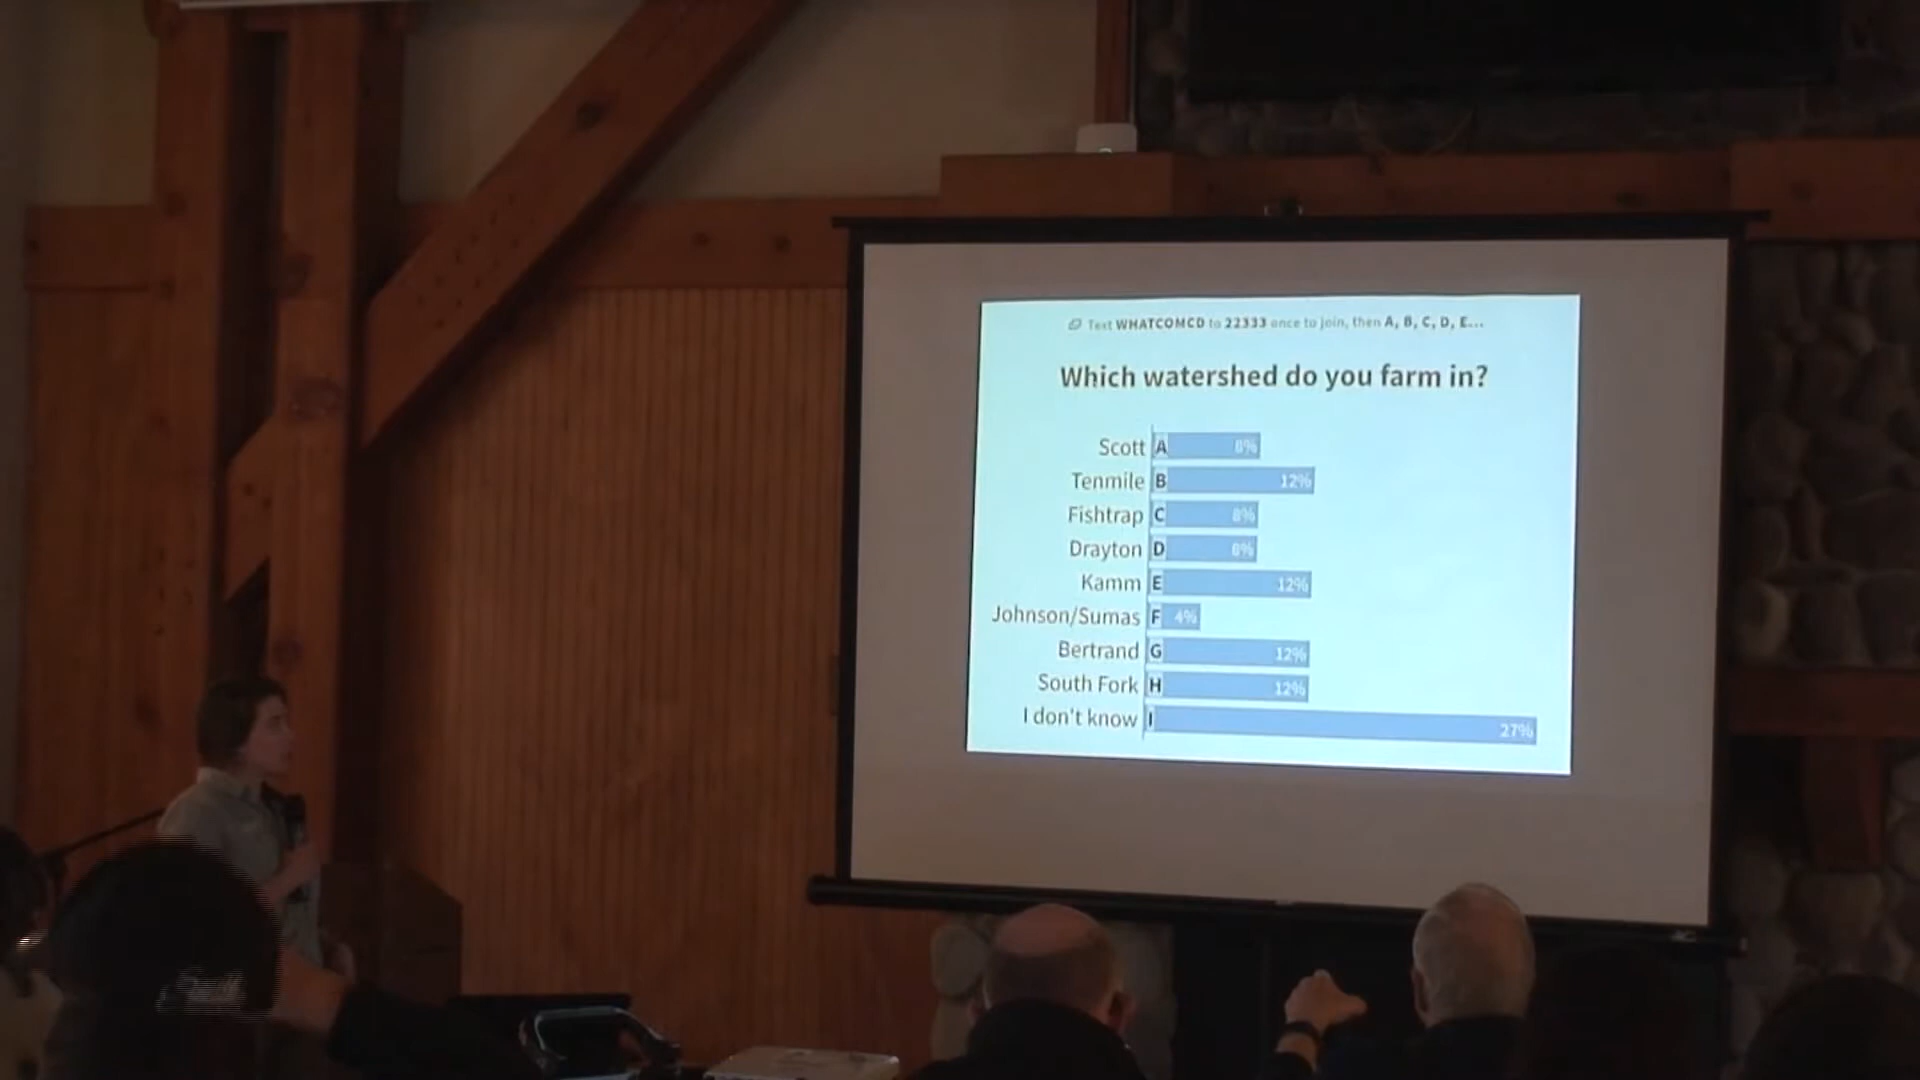 Text WHATCOMCD to 22333 once to join, then A, B, C, D, E...
Which watershed do you farm in?
Scott A 8%
Tenmile B 12%
Fishtrap C 8%
Drayton D 8%
Kamm E 12%
Johnson/Sumas F 4%
Bertrand G 12%
South Fork H 12%
I don't know I 27%